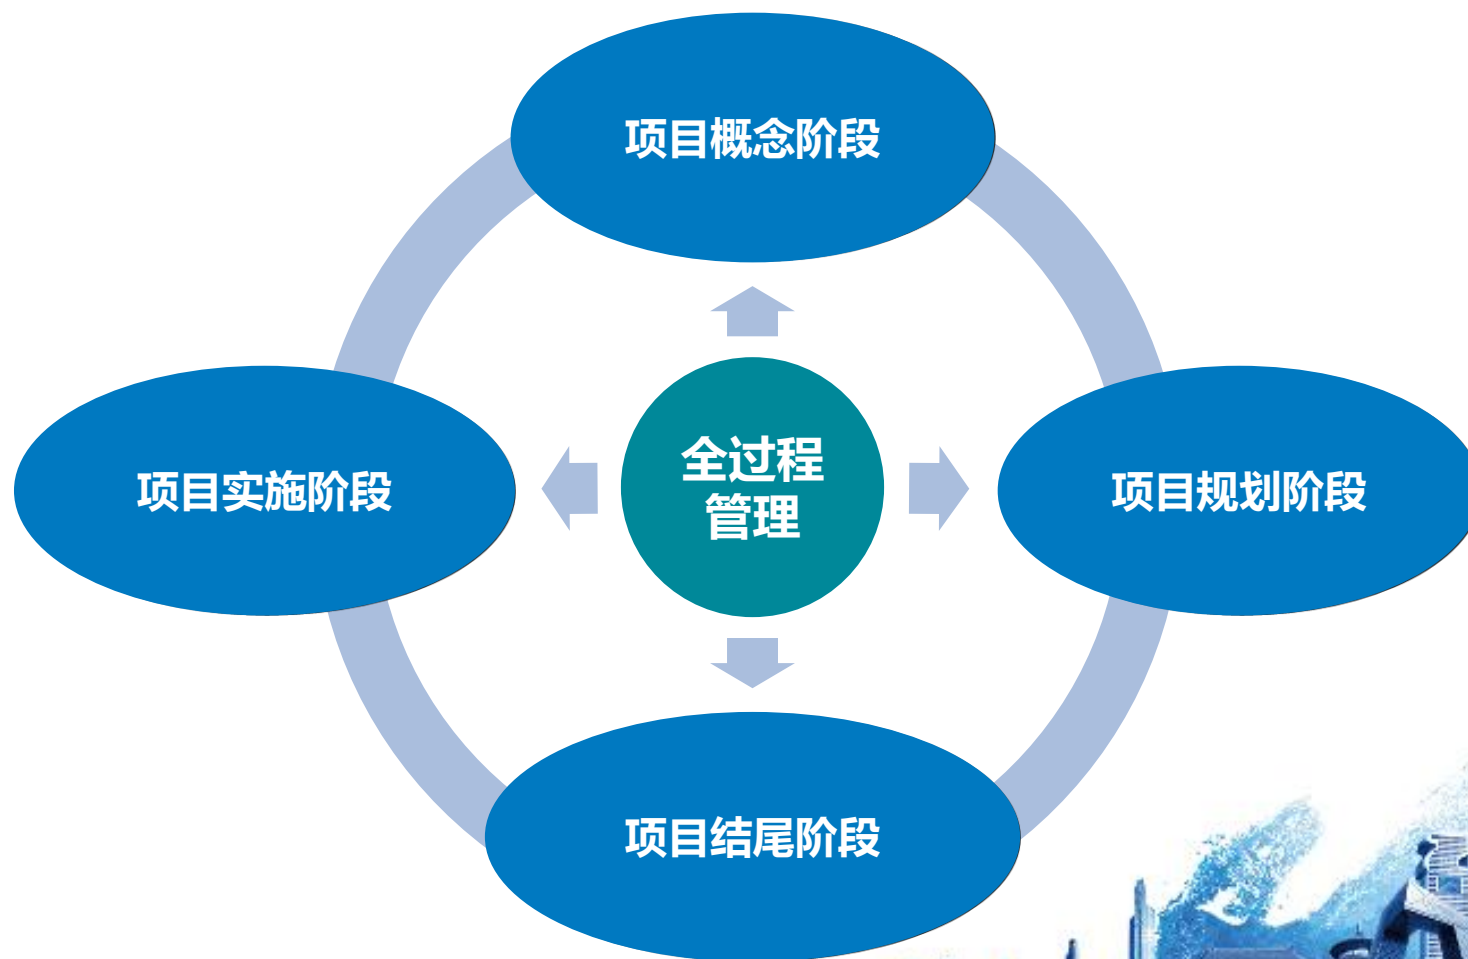 项目概念阶段
项目实施阶段
全过程
管理
项目规划阶段
项目结尾阶段